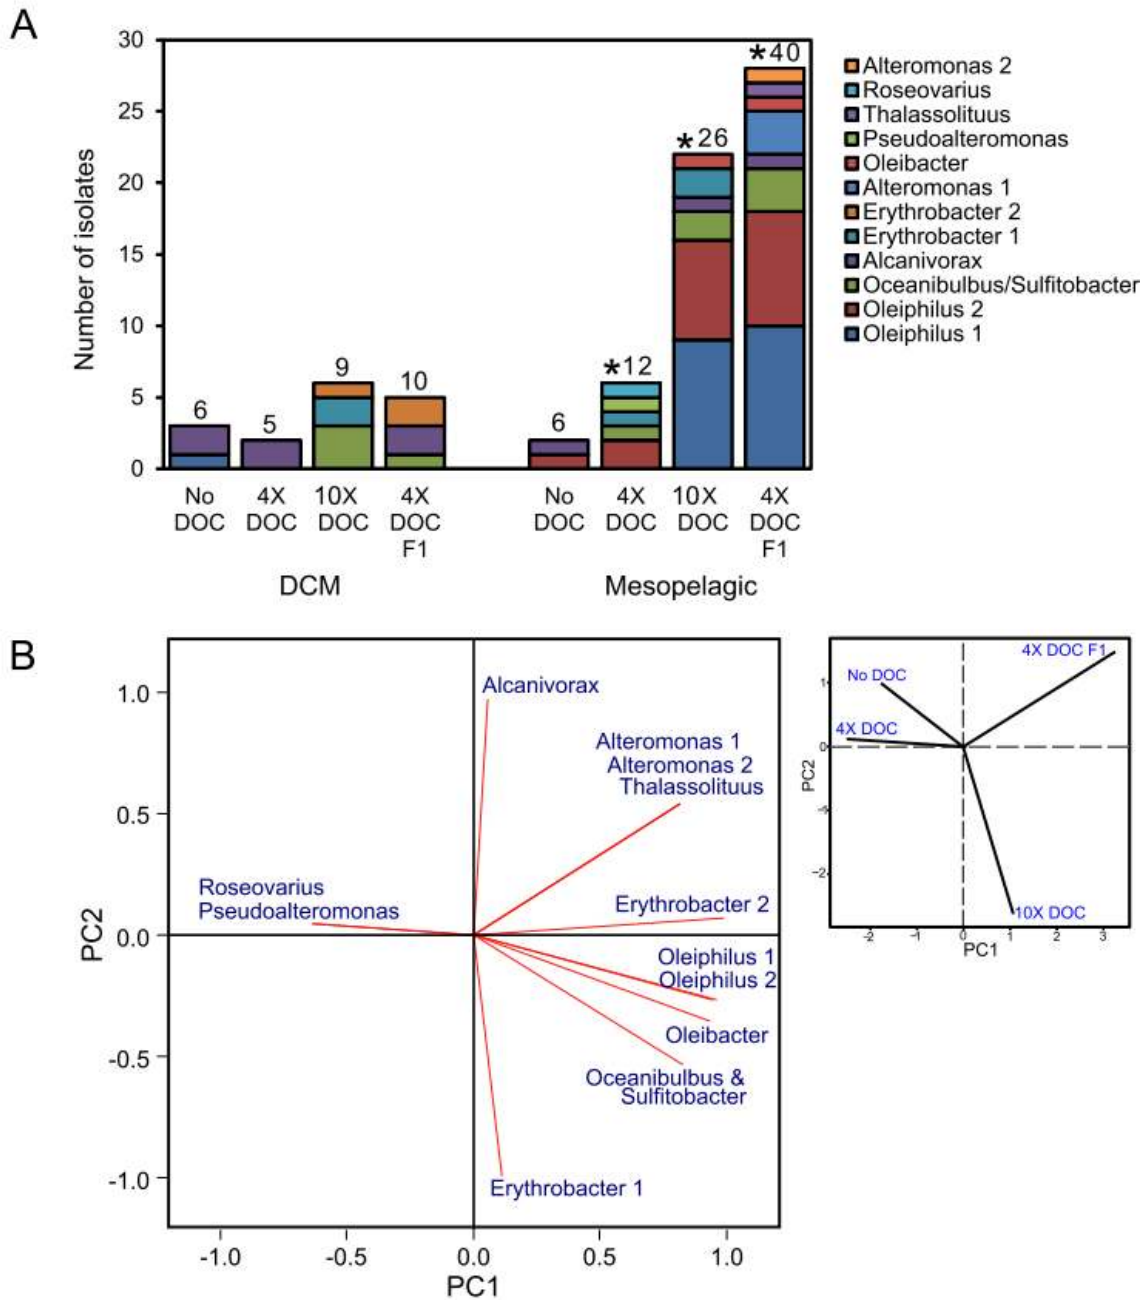 A
30
25
20
15
10
5
0
Number of isolates
6
5
9
10
6
*12
*26
*40
No DOC
4X DOC
10X DOC
4X DOC F1
No DOC
4X DOC
10X DOC
4X DOC F1
DCM
Mesopelagic
Alteromonas 2
Roseovarius
Thalassolituus
Pseudoalteromonas
Oleibacter
Alteromonas 1
Erythrobacter 2
Erythrobacter 1
Alcanivorax
Oceanibulbus/Sulfitobacter
Oleiphilus 2
Oleiphilus 1
B
1.0
0.5
0.0
-0.5
-1.0
PC2
Alcanivorax
Alteromonas 1
Alteromonas 2
Thalassolituus
Roseovarius
Pseudoalteromonas
Erythrobacter 2
Oleiphilus 1
Oleiphilus 2
Oleibacter
Oceanibulbus &
Sulfitobacter
Erythrobacter 1
-1.0 -0.5 0.0 0.5 1.0
PC1
4X DOC F1
No DOC
4X DOC
10X DOC
1
0
-1
-2
PC2
-2 -1 0 1 2 3
PC1